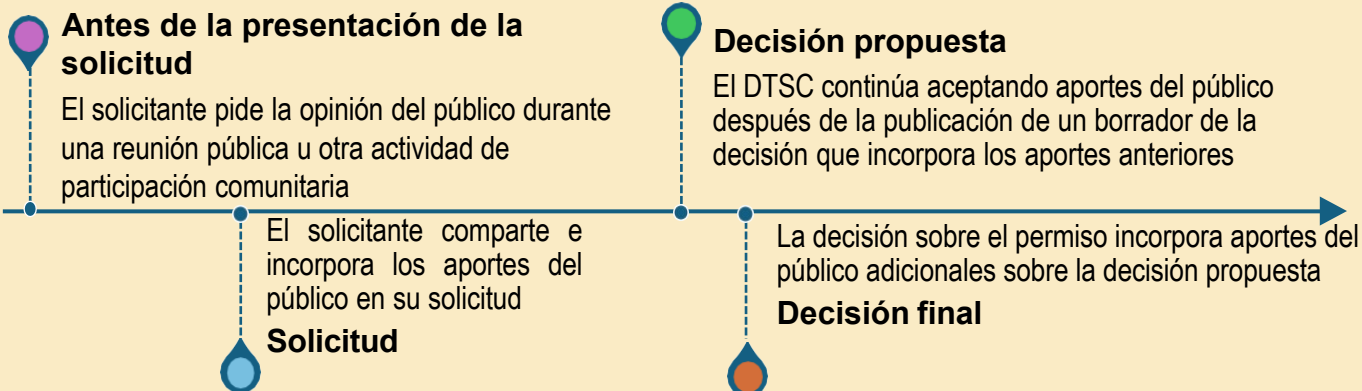 Antes de la presentación de la
solicitud
El solicitante pide la opinión del público durante
una reunión pública u otra actividad de
participación comunitaria
El solicitante comparte e
incorpora los aportes del
público en su solicitud
Solicitud
Decisión propuesta
El DTSC continúa aceptando aportes del público
después de la publicación de un borrador de la
decisión que incorpora los aportes anteriores
La decisión sobre el permiso incorpora aportes del
público adicionales sobre la decisión propuesta
Decisión final